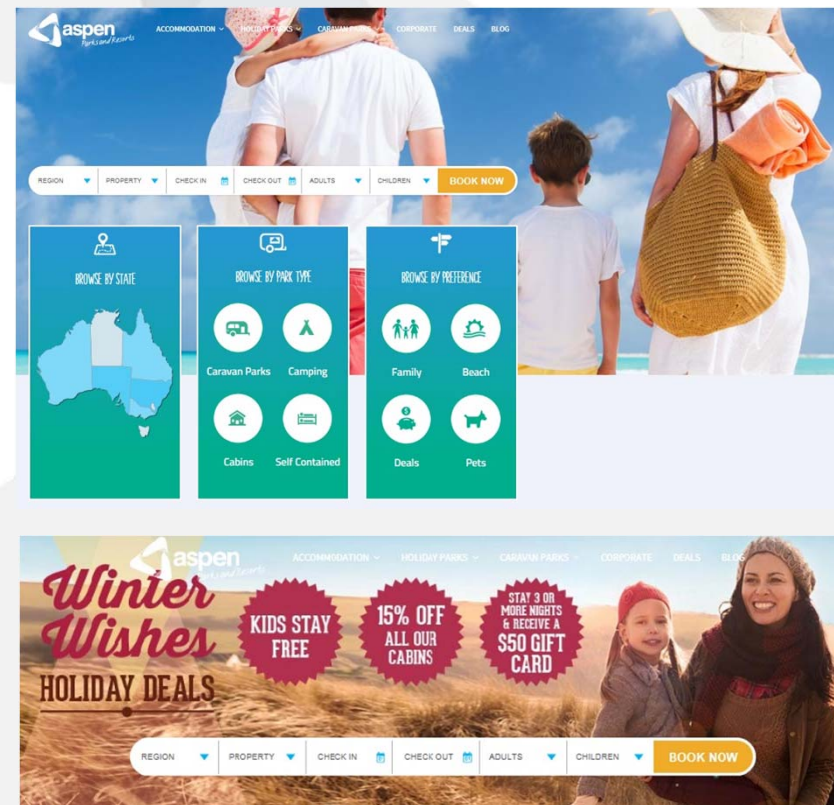 aspen
Parks and Resorts
ACCOMMODATION HOLIDAY PARKS CARAVAN PARKS CORPORATE DEALS BLOG
REGION PROPERTY CHECK IN CHECK OUT ADULTS CHILDREN BOOK NOW
BROWSE BY STATE
BROWSE BY PARK TYPE
Caravan Parks Camping
Cabins Self Contained
BROWSE BY PREFERENCE
Family Beach
Deals Pets
aspen
Parks and Resorts
ACCOMMODATION HOLIDAY PARKS CARAVAN PARKS CORPORATE DEALS BLOG
Winter
Wishes
HOLIDAY DEALS
KIDS STAY
FREE
15% OFF
ALL OUR
CABINS
STAY 3 OR
MORE NIGHTS
& RECEIVE A
$50 GIFT
CARD
REGION PROPERTY CHECK IN CHECK OUT ADULTS CHILDREN BOOK NOW